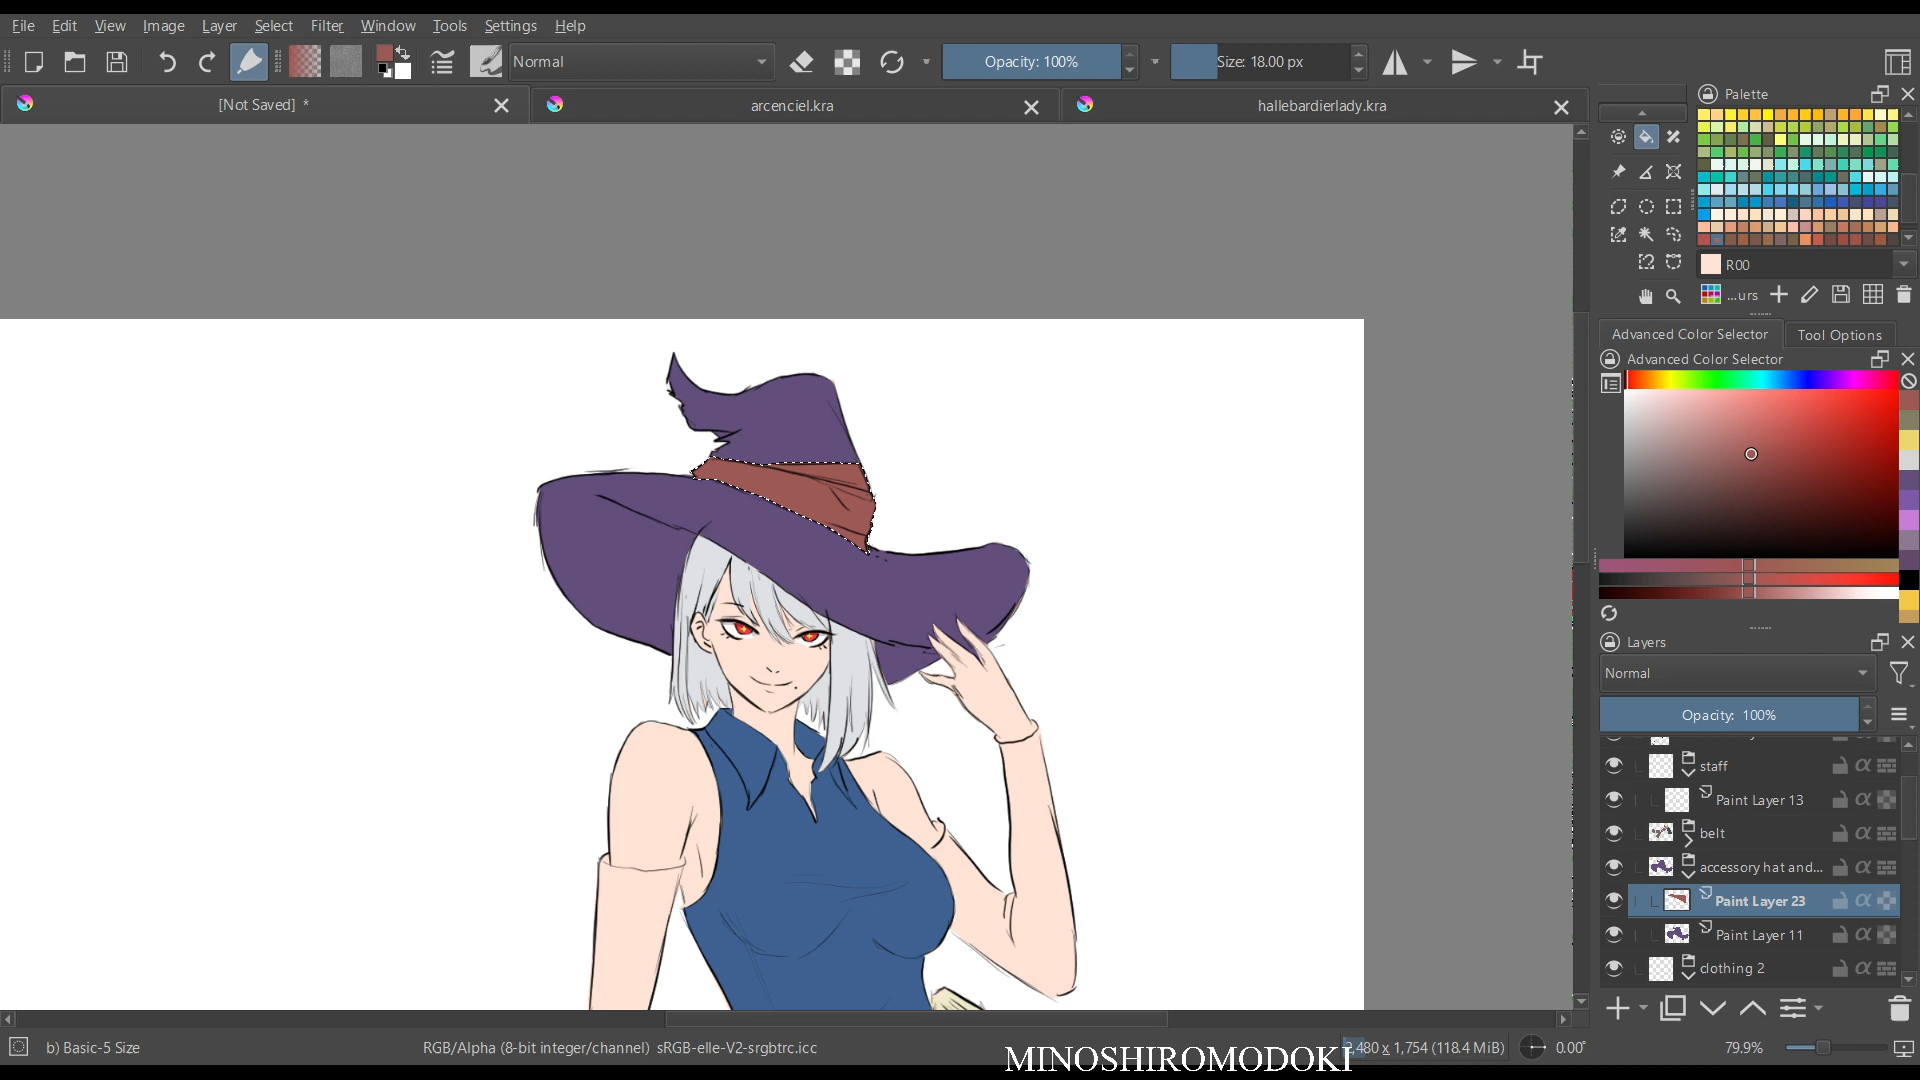 File Edit View Image Layer Select Filter Window Tools Settings Help
Normal
Opacity: 100%
Size: 18.00 px
[Not Saved] *
arcenciel.kra
hallebardierlady.kra
Palette
R00
...urs
Advanced Color Selector
Tool Options
Advanced Color Selector
Layers
Normal
Opacity: 100%
staff
Paint Layer 13
belt
accessory hat and...
Paint Layer 23
Paint Layer 11
clothing 2
b) Basic-5 Size
RGB/Alpha (8-bit integer/channel) sRGB-elle-V2-srgbtrc.icc
2,480 x 1,754 (118.4 MiB)
0.00°
79.9%
MINOSHIROMODOKI